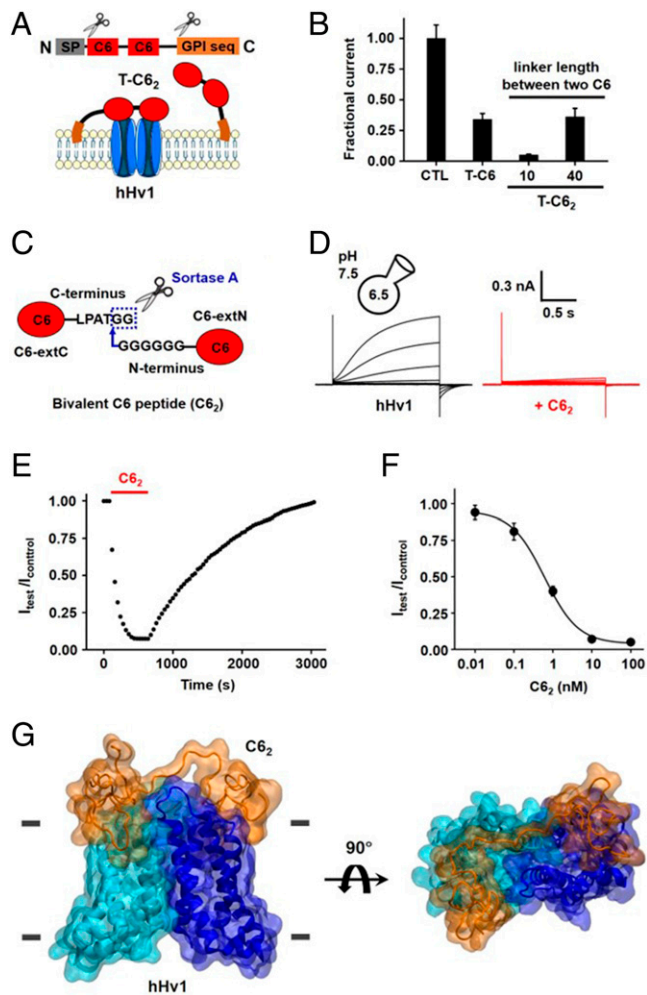 A
N SP C6 C6 GPI seq C
T-C6₂
hHv1
B
Fractional current
1.00
0.75
0.50
0.25
0.00
linker length
between two C6
CTL T-C6 10 40
T-C6₂
C
C-terminus
Sortase A
C6 LPATGG
C6-extN
C6-extC
GGGGGG C6
N-terminus
Bivalent C6 peptide (C6₂)
D
pH
7.5
6.5
0.3 nA
0.5 s
hHv1
+ C6₂
E
C6₂
Itest/Iconttrol
1.00
0.75
0.50
0.25
0.00
0 1000 2000 3000
Time (s)
F
Itest/Iconttrol
1.00
0.75
0.50
0.25
0.00
0.01 0.1 1 10 100
C6₂ (nM)
G
C6₂
90°
hHv1